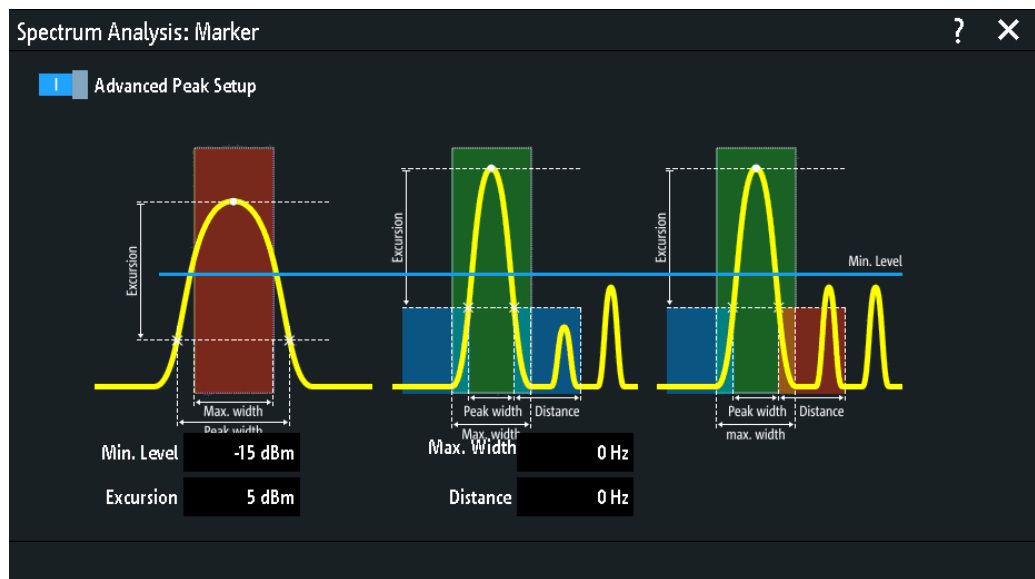 Spectrum Analysis: Marker ? ✕
I Advanced Peak Setup
Excursion
Excursion
Excursion
Min. Level
Max. width
Peak width
Peak width Distance
Max. width
Peak width Distance
max. width
Min. Level -15 dBm
Max. Width 0 Hz
Excursion 5 dBm
Distance 0 Hz